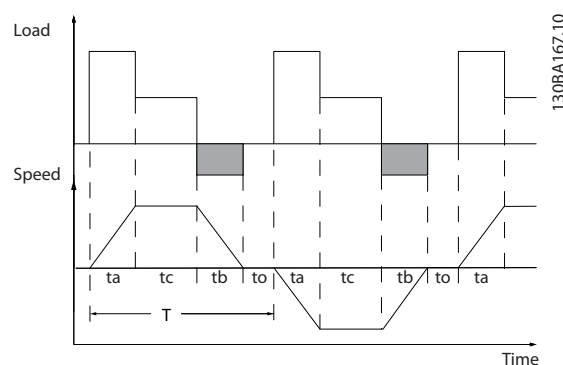 Load
130BA167.10
Speed
ta tc tb to ta tc tb to ta
T
Time